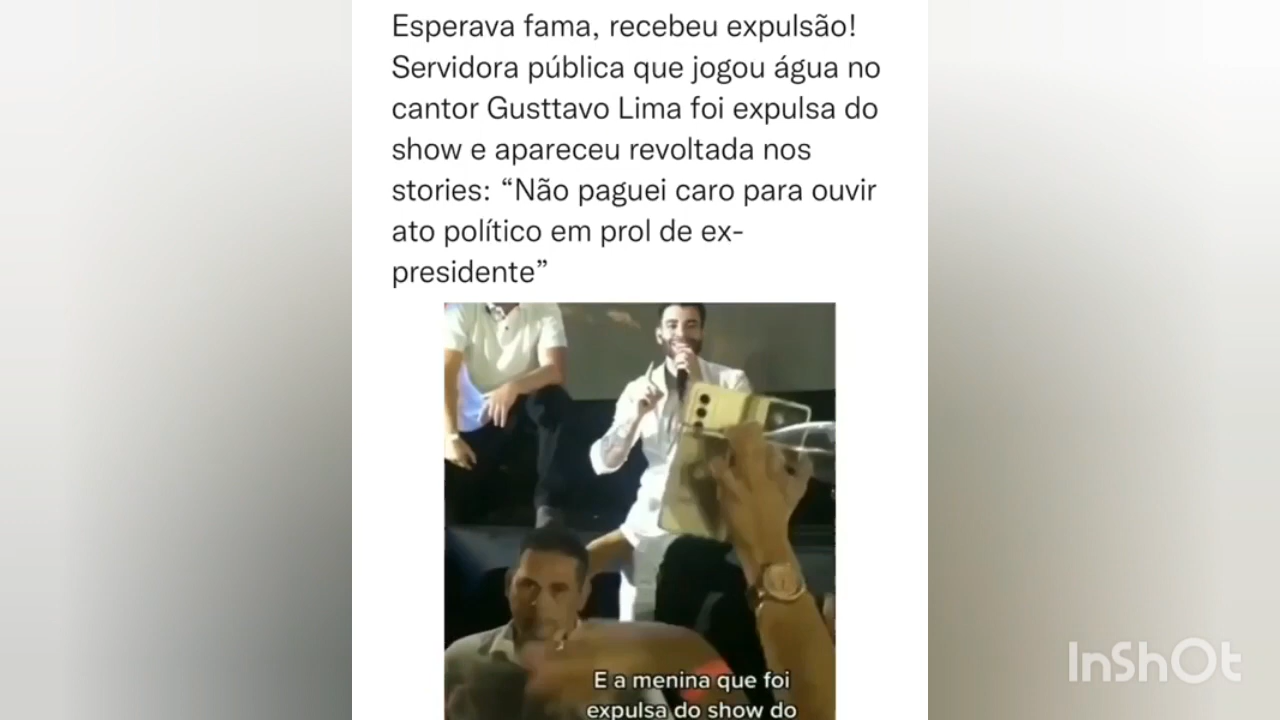 Esperava fama, recebeu expulsão!
Servidora pública que jogou água no
cantor Gusttavo Lima foi expulsa do
show e apareceu revoltada nos
stories: “Não paguei caro para ouvir
ato político em prol de ex-
presidente”
E a menina que foi
expulsa do show do
InShOt